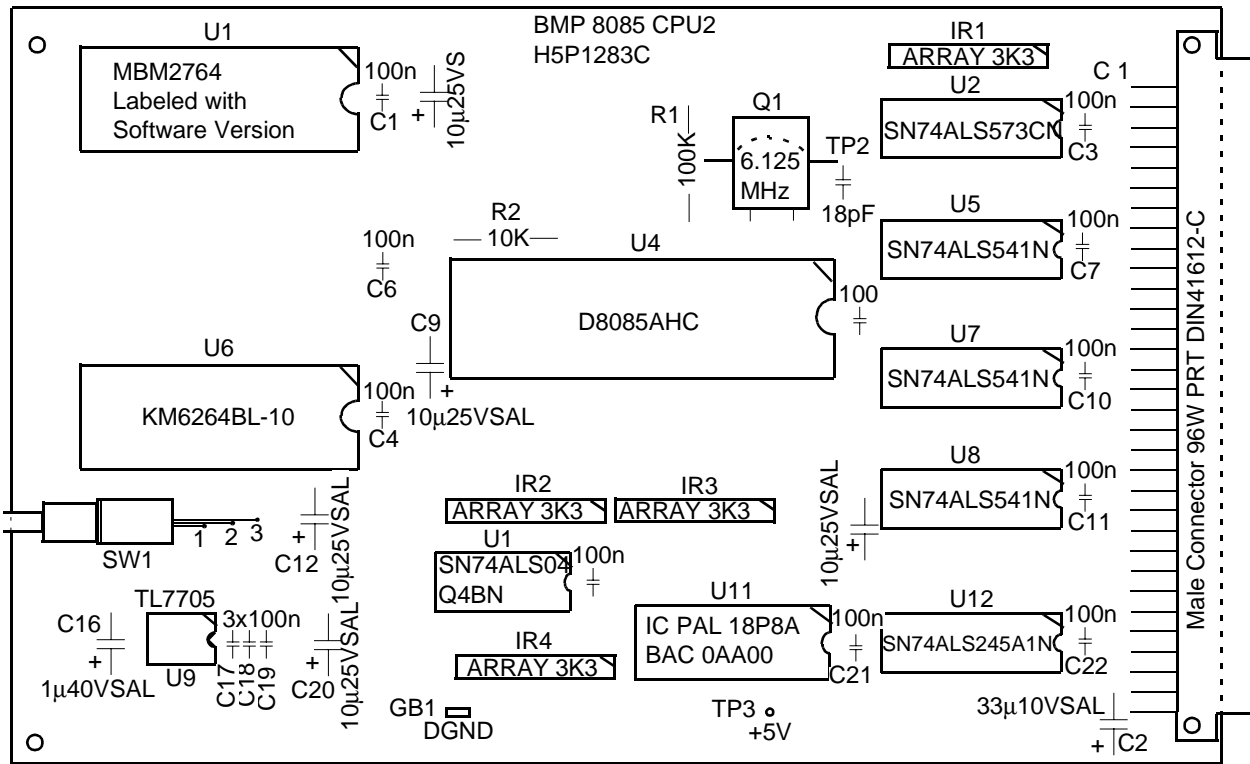 BMP 8085 CPU2
H5P1283C
U1
MBM2764
Labeled with
Software Version
100n
C1
+
10µ25VS
R1
100K
Q1
6.125
MHz
TP2
18pF
IR1
ARRAY 3K3
U2
SN74ALS573CN
100n
C3
C 1
U5
SN74ALS541N
100n
C7
R2
10K
100n
C6
U4
D8085AHC
100
C9
+
10µ25VSAL
U6
KM6264BL-10
100n
C4
U7
SN74ALS541N
100n
C10
Male Connector 96W PRT DIN41612-C
U8
SN74ALS541N
100n
C11
10µ25VSAL
+
IR2
ARRAY 3K3
IR3
ARRAY 3K3
SW1
1
2
3
+
C12
10µ25VSAL
U1
SN74ALS04
Q4BN
100n
TL7705
U9
C16
+
1µ40VSAL
3x100n
C17
C18
C19
+
C20
10µ25VSAL
IR4
ARRAY 3K3
U11
IC PAL 18P8A
BAC 0AA00
100n
C21
U12
SN74ALS245A1N
100n
C22
GB1
DGND
TP3
+5V
33µ10VSAL
+
C2